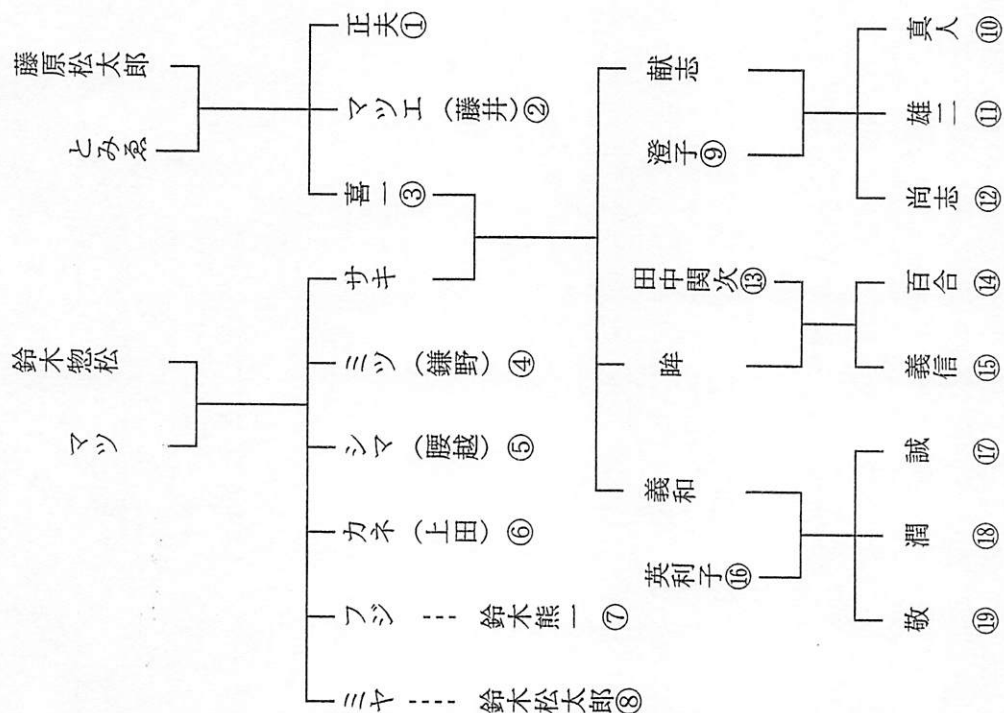 藤原松太郎
とみゑ
鈴木惣松
マツ
正夫①
マツエ（藤井）②
喜一③
サキ
ミツ（鎌野）④
シマ（腰越）⑤
カネ（上田）⑥
フジ ---- 鈴木熊一⑦
ミヤ ---- 鈴木松太郎⑧
献志
澄子⑨
田中関次⑬
眸
義和
英利子⑯
真人⑩
雄二⑪
尚志⑫
百合⑭
義信⑮
誠⑰
潤⑱
敬⑲